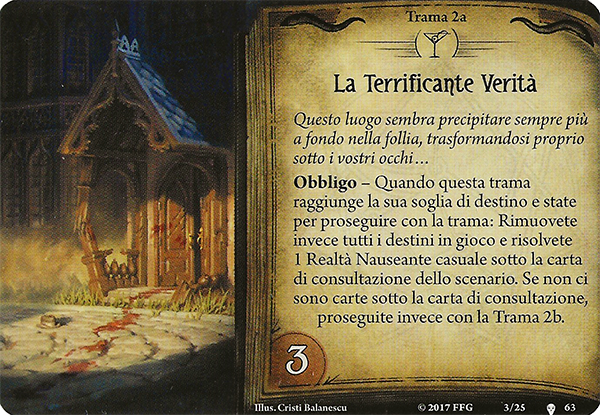 Trama 2a
La Terrificante Verità
Questo luogo sembra precipitare sempre più
a fondo nella follia, trasformandosi proprio
sotto i vostri occhi…
Obbligo – Quando questa trama
raggiunge la sua soglia di destino e state
per proseguire con la trama: Rimuovete
invece tutti i destini in gioco e risolvete
1 Realtà Nauseante casuale sotto la carta
di consultazione dello scenario. Se non ci
sono carte sotto la carta di consultazione,
proseguite invece con la Trama 2b.
3
Illus. Cristi Balanescu
© 2017 FFG
3/25
63